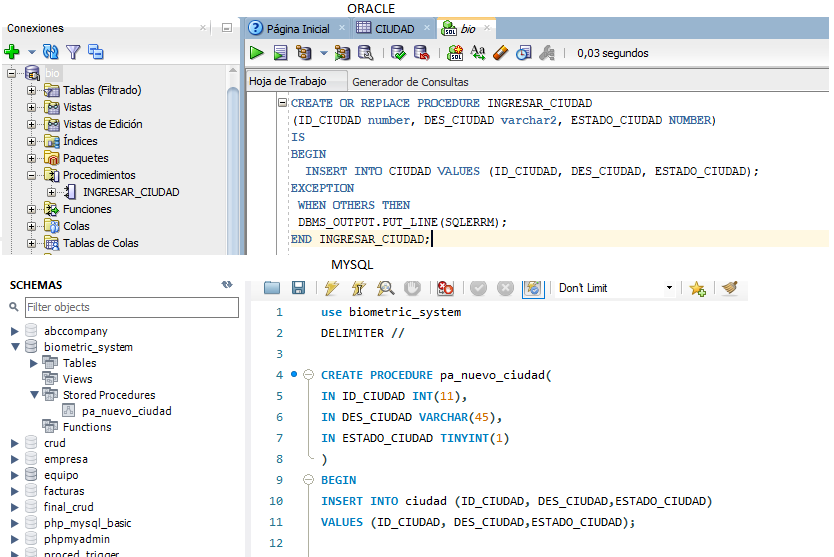 ORACLE
Conexiones
Página Inicial
CIUDAD
bio
0,03 segundos
bio
Tablas (Filtrado)
Vistas
Vistas de Edición
Índices
Paquetes
Procedimientos
INGRESAR_CIUDAD
Funciones
Colas
Tablas de Colas
Hoja de Trabajo
Generador de Consultas
CREATE OR REPLACE PROCEDURE INGRESAR_CIUDAD
(ID_CIUDAD number, DES_CIUDAD varchar2, ESTADO_CIUDAD NUMBER)
IS
BEGIN
INSERT INTO CIUDAD VALUES (ID_CIUDAD, DES_CIUDAD, ESTADO_CIUDAD);
EXCEPTION
WHEN OTHERS THEN
DBMS_OUTPUT.PUT_LINE(SQLERRM);
END INGRESAR_CIUDAD;
MYSQL
SCHEMAS
Filter objects
abccompany
biometric_system
Tables
Views
Stored Procedures
pa_nuevo_ciudad
Functions
crud
empresa
equipo
facturas
final_crud
php_mysql_basic
phpmyadmin
proced_trigger
Don't Limit
1 use biometric_system
2 DELIMITER //
3
4 CREATE PROCEDURE pa_nuevo_ciudad(
5 IN ID_CIUDAD INT(11),
6 IN DES_CIUDAD VARCHAR(45),
7 IN ESTADO_CIUDAD TINYINT(1)
8 )
9 BEGIN
10 INSERT INTO ciudad (ID_CIUDAD, DES_CIUDAD,ESTADO_CIUDAD)
11 VALUES (ID_CIUDAD, DES_CIUDAD,ESTADO_CIUDAD);
12